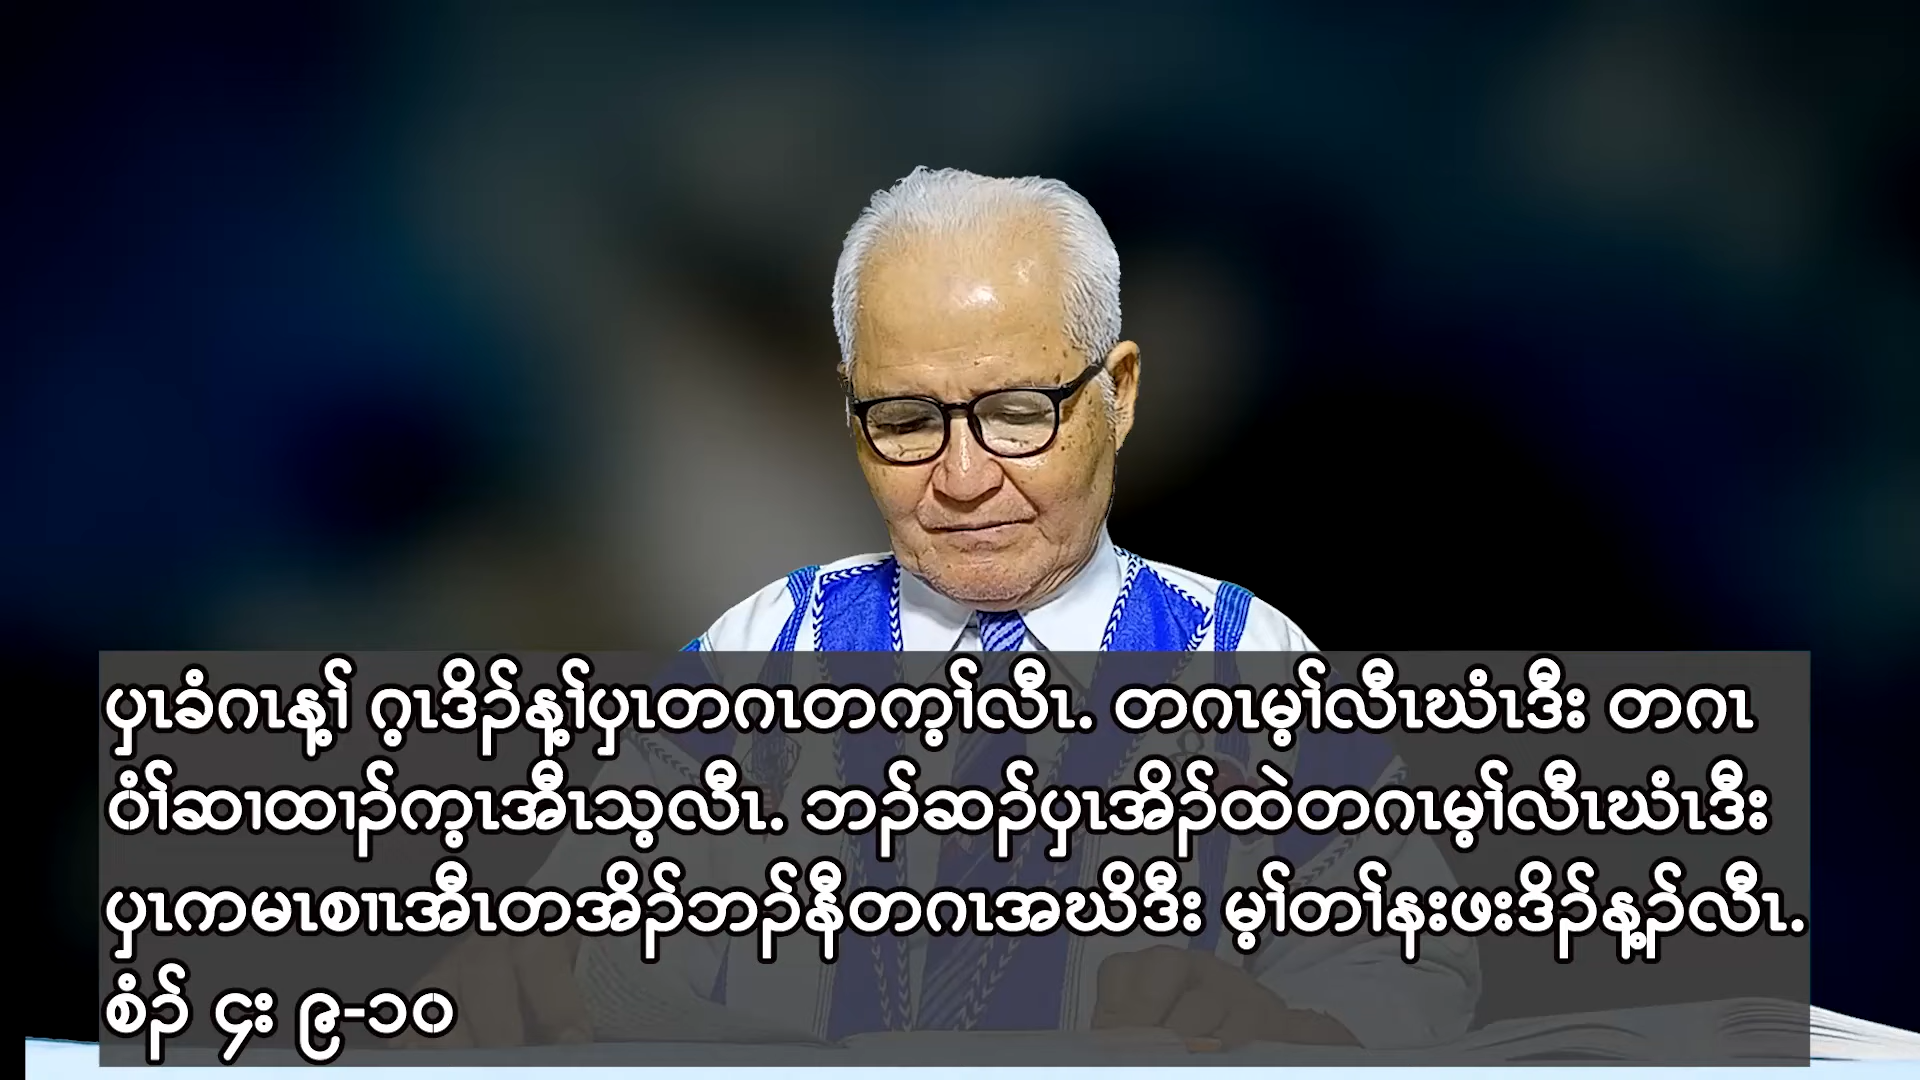 ပှၤခံဂၤန့ၢ် ဂ့ၤဒိၣ်န့ၢ်ပှၤတဂၤတက့ၢ်လီၤ. တဂၤမ့ၢ်လီၤဃံၤဒီး တဂၤ
ဝံၢ်ဆၢထၢၣ်က့ၤအီၤသ့လီၤ. ဘၣ်ဆၣ်ပှၤအိၣ်ထဲတဂၤမ့ၢ်လီၤဃံၤဒီး
ပှၤကမၤစၢၤအီၤတအိၣ်ဘၣ်နီတဂၤအဃိဒီး မ့ၢ်တၢ်နးဖးဒိၣ်န့ၣ်လီၤ.
စံၣ် ၄း ၉-၁၀